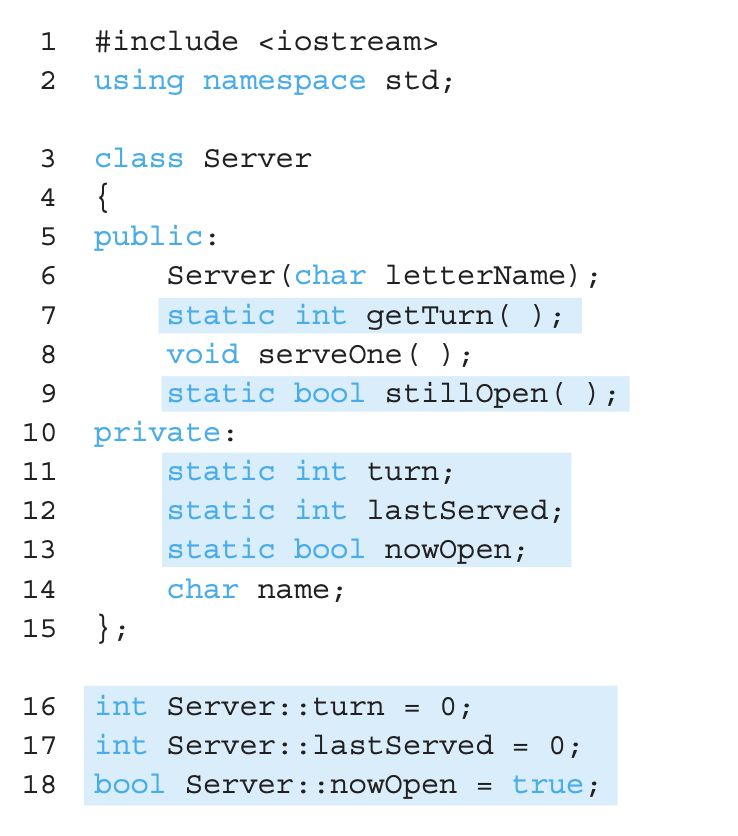 1 #include <iostream>
2 using namespace std;
3 class Server
4 {
5 public:
6     Server(char letterName);
7     static int getTurn( );
8     void serveOne( );
9     static bool stillOpen( );
10 private:
11     static int turn;
12     static int lastServed;
13     static bool nowOpen;
14     char name;
15 };
16 int Server::turn = 0;
17 int Server::lastServed = 0;
18 bool Server::nowOpen = true;